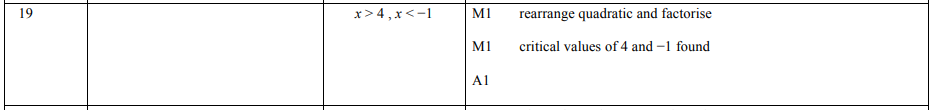 19
x > 4 , x < −1
M1 rearrange quadratic and factorise
M1 critical values of 4 and −1 found
A1